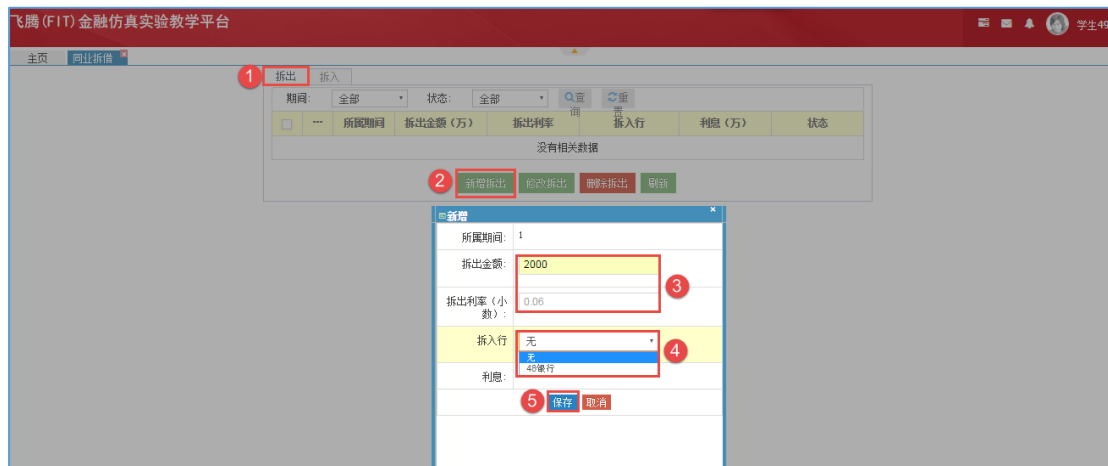 飞腾(FIT)金融仿真实验教学平台
学生49
主页 同业拆借
1 拆出 拆入
期间: 全部 状态: 全部 查询 重置
--- 所属期间 拆出金额（万） 拆出利率 拆入行 利息（万） 状态
没有相关数据
2 新增拆出 修改拆出 删除拆出 刷新
新增 ×
所属期间: 1
拆出金额: 2000
3
拆出利率（小数）: 0.06
拆入行 无
4
无
48银行
利息:
5 保存 取消